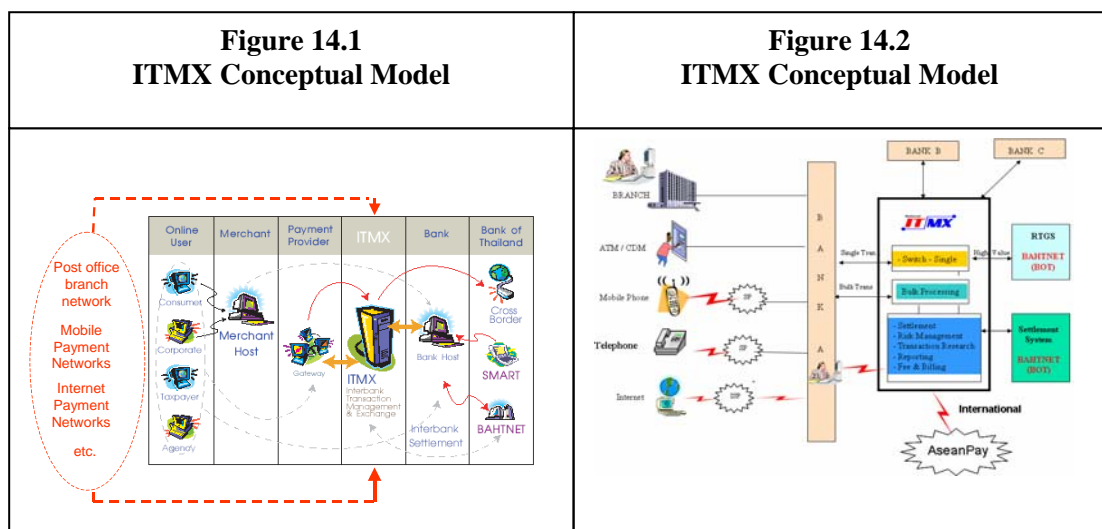 Figure 14.1
ITMX Conceptual Model
Online User
Merchant
Payment Provider
ITMX
Bank
Bank of Thailand
Post office branch network
Mobile Payment Networks
Internet Payment Networks
etc.
Consumer
Corporate
Taxpayer
Agency
Merchant Host
Gateway
ITMX
Interbank Transaction Management & Exchange
Bank Host
Interbank Settlement
Cross Border
SMART
BAHTNET
Figure 14.2
ITMX Conceptual Model
BANK B
BANK C
BRANCH
ATM / CDM
Mobile Phone
Telephone
Internet
SP
SP
BANK A
Single Tran.
Bulk Trans
ITMX
- Switch - Single
Bulk Processing
- Settlement
- Risk Management
- Transaction Research
- Reporting
- Fee & Billing
High Value
RTGS
BAHTNET
(BOT)
Settlement
System
BAHTNET
(BOT)
International
AseanPay